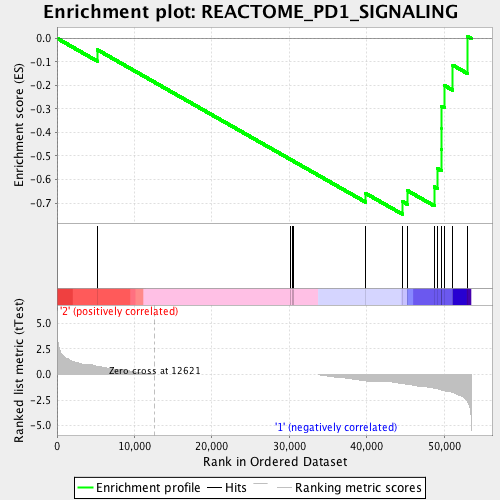 Enrichment plot: REACTOME_PD1_SIGNALING
Enrichment score (ES)
0.0
-0.1
-0.2
-0.3
-0.4
-0.5
-0.6
-0.7
'2' (positively correlated)
Ranked list metric (tTest)
5.0
2.5
0.0
-2.5
-5.0
Zero cross at 12621
'1' (negatively correlated)
0 10,000 20,000 30,000 40,000 50,000
Rank in Ordered Dataset
Enrichment profile Hits Ranking metric scores